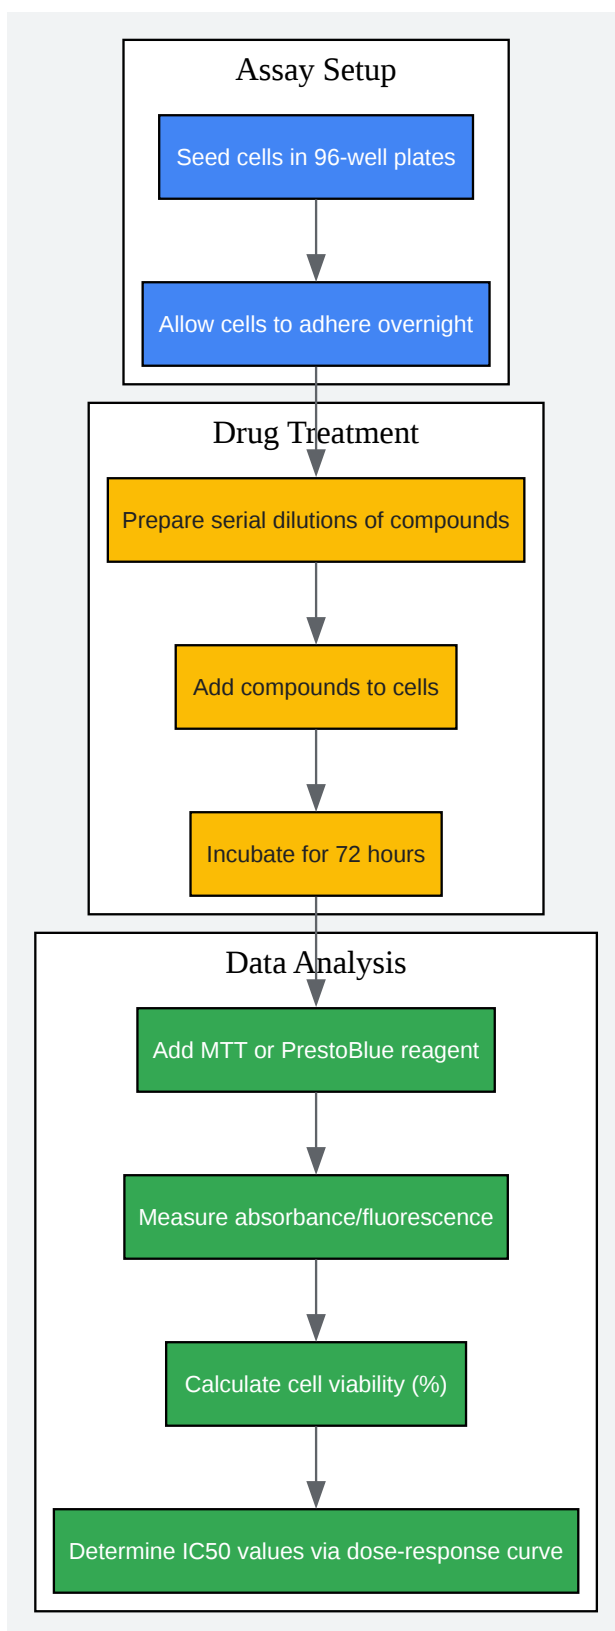 Assay Setup
Seed cells in 96-well plates
Allow cells to adhere overnight
Drug Treatment
Prepare serial dilutions of compounds
Add compounds to cells
Incubate for 72 hours
Data Analysis
Add MTT or PrestoBlue reagent
Measure absorbance/fluorescence
Calculate cell viability (%)
Determine IC50 values via dose-response curve